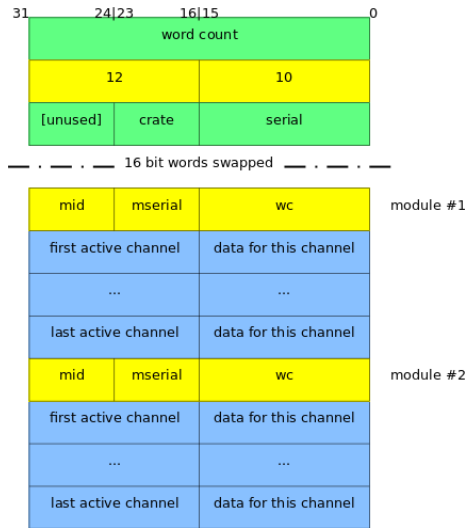 31 24|23 16|15 0
word count
12 10
[unused] crate serial
16 bit words swapped
mid mserial wc module #1
first active channel data for this channel
... ...
last active channel data for this channel
mid mserial wc module #2
first active channel data for this channel
... ...
last active channel data for this channel